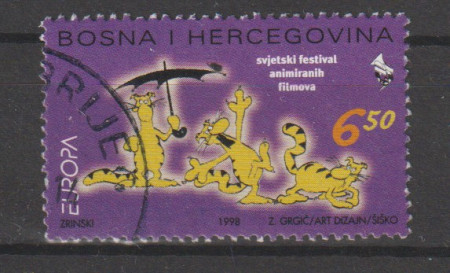 BOSNA I HERCEGOVINA
svjetski festival
animiranih
filmova
6.50
EUROPA
ZRINSKI
1998
Z. GRGIĆ/ART DIZAJN/ŠIŠKO